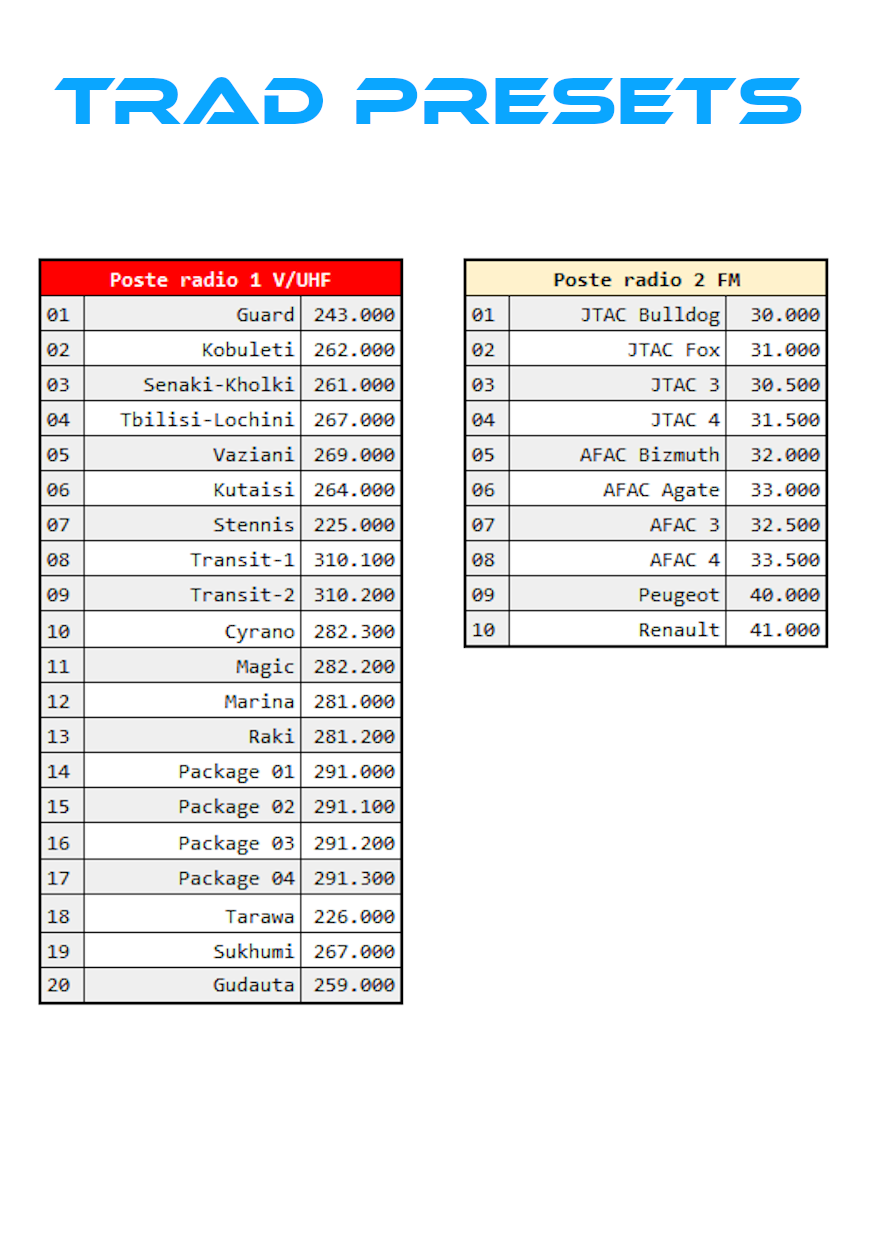 TRAD PRESETS
Poste radio 1 V/UHF
01 Guard 243.000
02 Kobuleti 262.000
03 Senaki-Kholki 261.000
04 Tbilisi-Lochini 267.000
05 Vaziani 269.000
06 Kutaisi 264.000
07 Stennis 225.000
08 Transit-1 310.100
09 Transit-2 310.200
10 Cyrano 282.300
11 Magic 282.200
12 Marina 281.000
13 Raki 281.200
14 Package 01 291.000
15 Package 02 291.100
16 Package 03 291.200
17 Package 04 291.300
18 Tarawa 226.000
19 Sukhumi 267.000
20 Gudauta 259.000
Poste radio 2 FM
01 JTAC Bulldog 30.000
02 JTAC Fox 31.000
03 JTAC 3 30.500
04 JTAC 4 31.500
05 AFAC Bizmuth 32.000
06 AFAC Agate 33.000
07 AFAC 3 32.500
08 AFAC 4 33.500
09 Peugeot 40.000
10 Renault 41.000